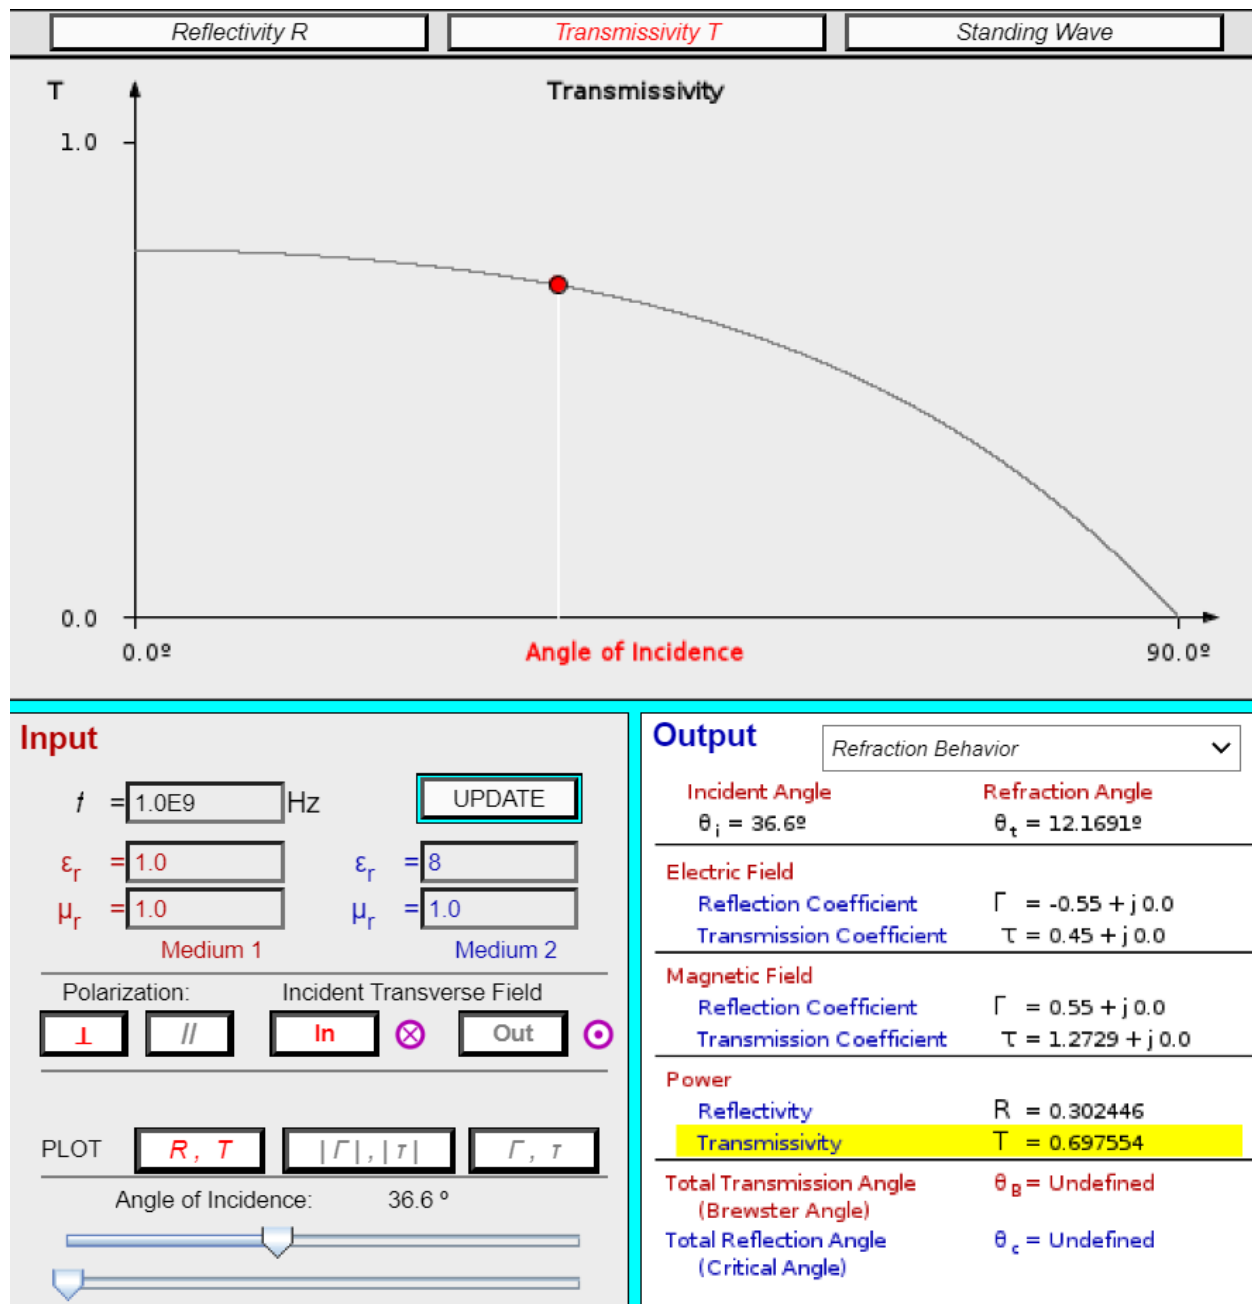 Reflectivity R Transmissivity T Standing Wave
T Transmissivity
1.0
0.0
0.0º Angle of Incidence 90.0º
Input
f = 1.0E9 Hz UPDATE
εr = 1.0 εr = 8
μr = 1.0 μr = 1.0
Medium 1 Medium 2
Polarization: Incident Transverse Field
⊥ // In Out
PLOT R, T |Γ|,|τ| Γ, τ
Angle of Incidence: 36.6 º
Output Refraction Behavior
Incident Angle Refraction Angle
θi = 36.6º θt = 12.1691º
Electric Field
Reflection Coefficient Γ = -0.55 + j 0.0
Transmission Coefficient τ = 0.45 + j 0.0
Magnetic Field
Reflection Coefficient Γ = 0.55 + j 0.0
Transmission Coefficient τ = 1.2729 + j 0.0
Power
Reflectivity R = 0.302446
Transmissivity T = 0.697554
Total Transmission Angle θB = Undefined
(Brewster Angle)
Total Reflection Angle θc = Undefined
(Critical Angle)